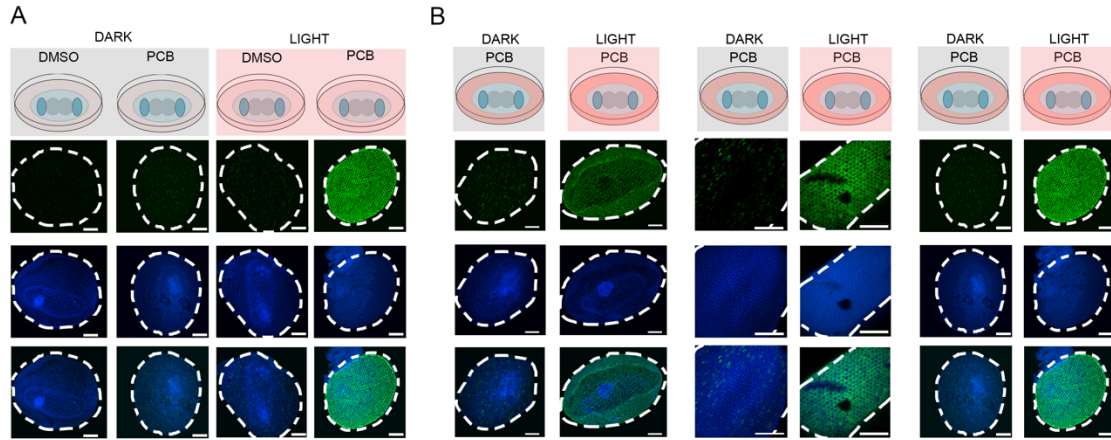 A
DARK LIGHT
DMSO PCB DMSO PCB
B
DARK LIGHT DARK LIGHT DARK LIGHT
PCB PCB PCB PCB PCB PCB